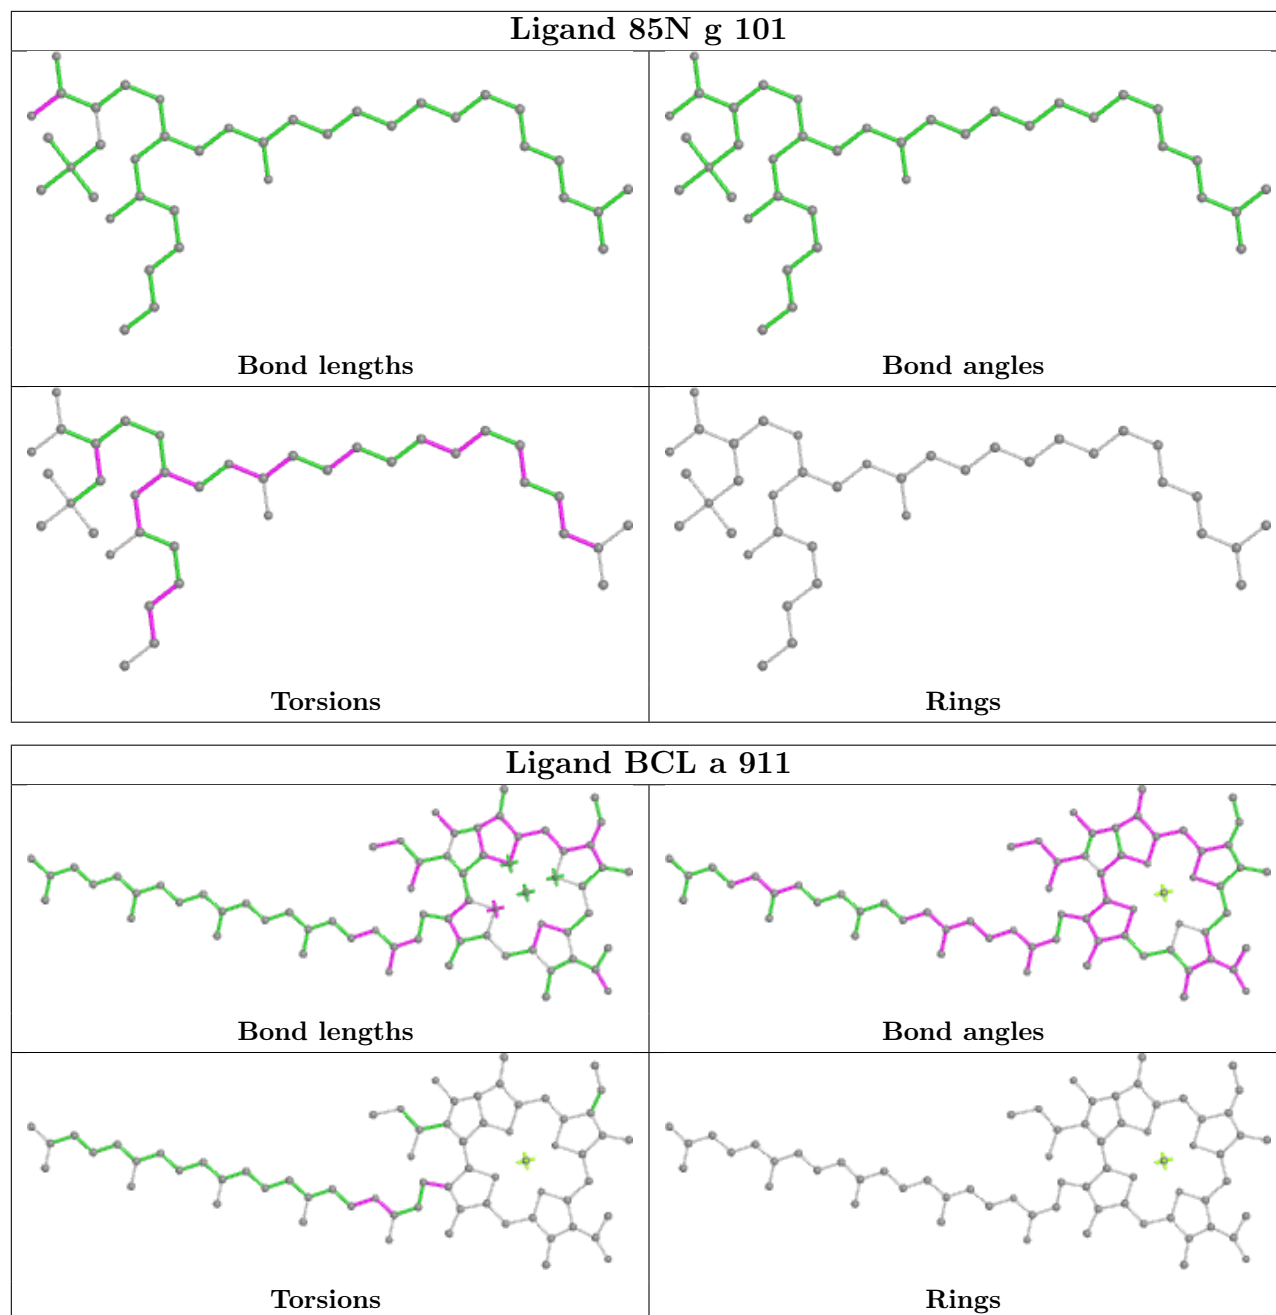 Ligand 85N g 101
Bond lengths
Bond angles
Torsions
Rings
Ligand BCL a 911
Bond lengths
Bond angles
Torsions
Rings